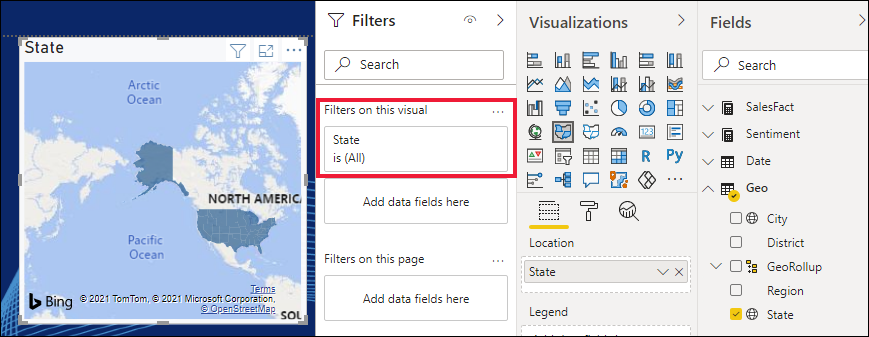 State
Arctic
Ocean
NORTH AMERICA
Pacific
Ocean
Bing
Terms
© 2021 TomTom, © 2021 Microsoft Corporation,
© OpenStreetMap
SOU
Filters
Search
Filters on this visual
State
is (All)
Add data fields here
Filters on this page
Add data fields here
Visualizations
123
R
Py
Location
State
Legend
Fields
Search
SalesFact
Sentiment
Date
Geo
City
District
GeoRollup
Region
State